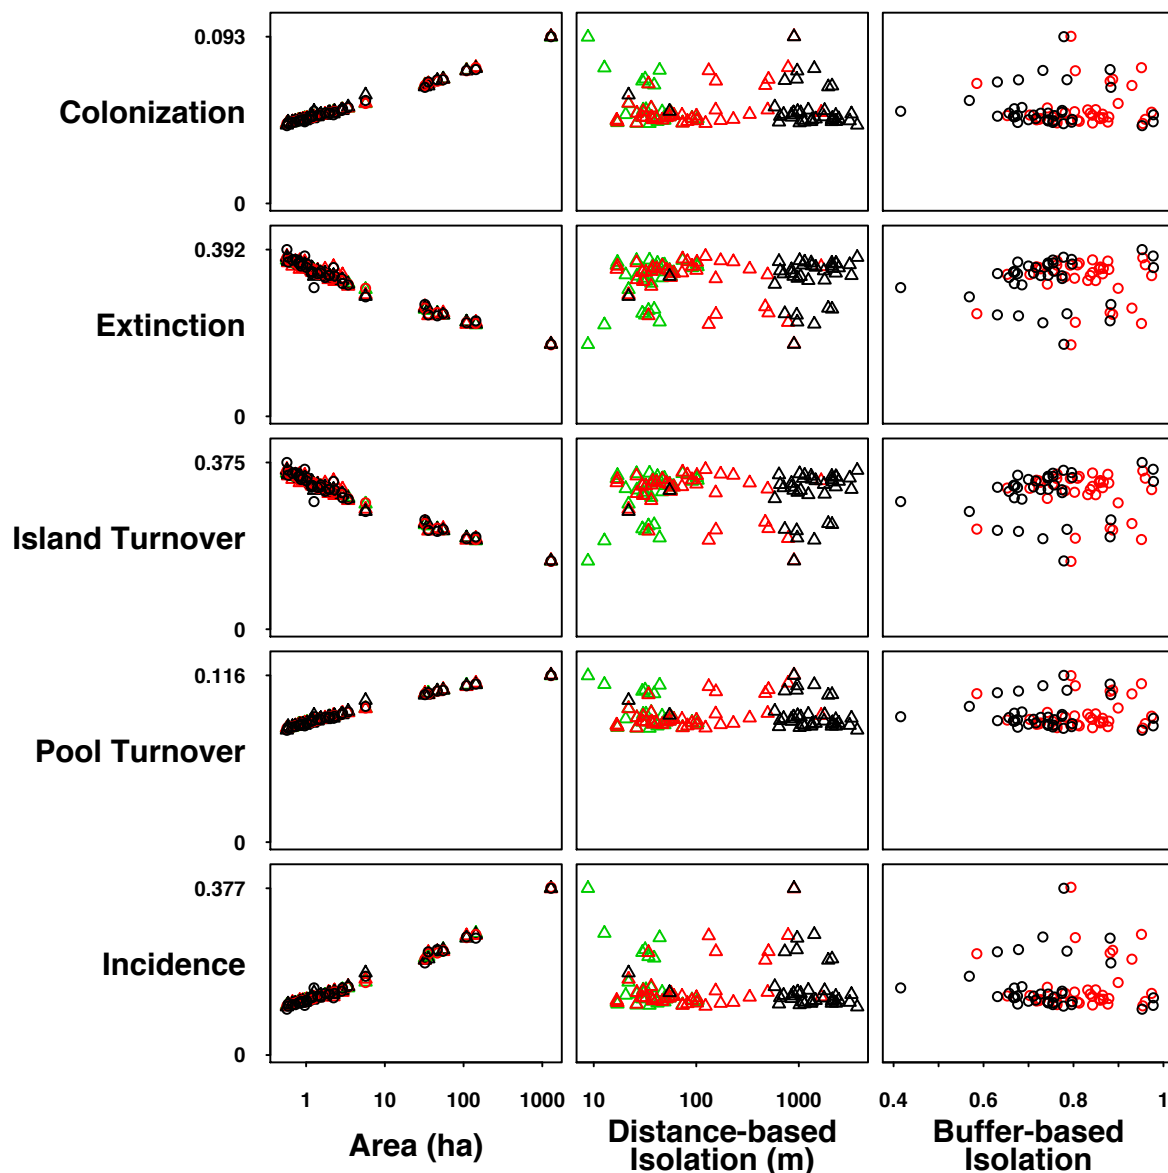 0.093
Colonization
0
0.392
Extinction
0
0.375
Island Turnover
0
0.116
Pool Turnover
0
0.377
Incidence
0
1 10 100 1000
10 100 1000
0.4 0.6 0.8 1
Area (ha)
Distance-based
Isolation (m)
Buffer-based
Isolation